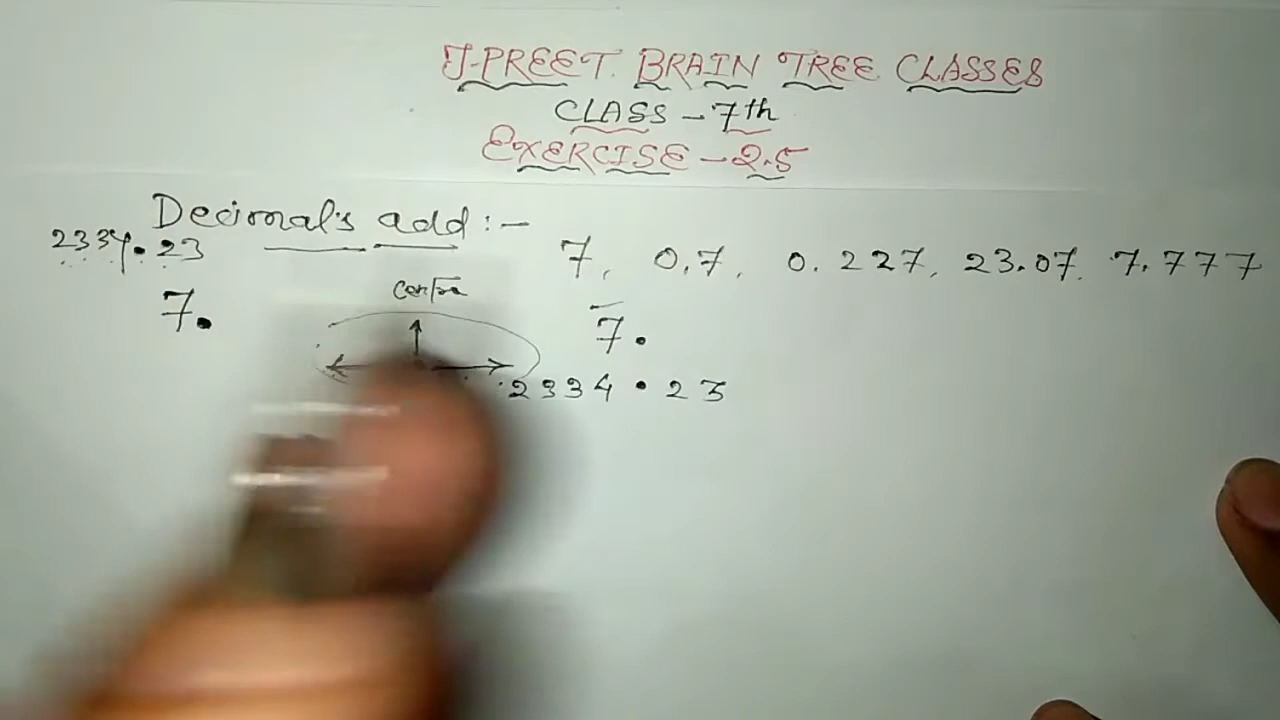 J-PREET BRAIN TREE CLASSES
CLASS - 7th
EXERCISE - 2.5
Decimal's add :-
2334.23
7, 0.7, 0.227, 23.07, 7.777
7.
7.
2334.23